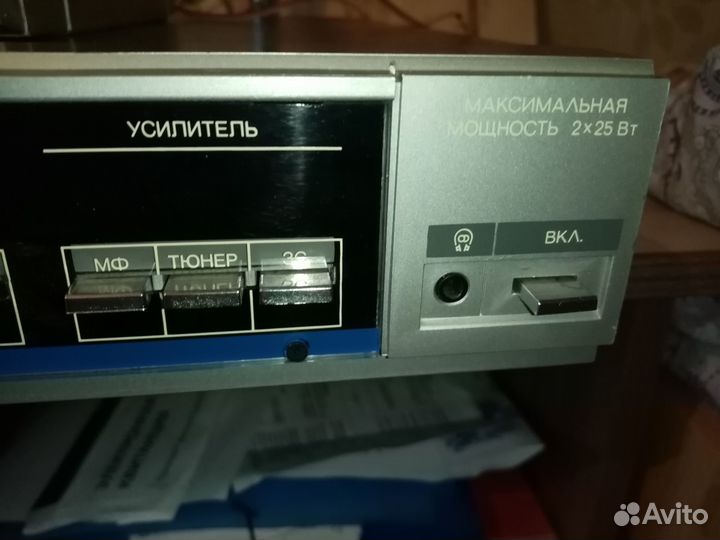 УСИЛИТЕЛЬ
МАКСИМАЛЬНАЯ
МОЩНОСТЬ 2×25 Вт
ВКЛ.
МФ
ТЮНЕР
Avito